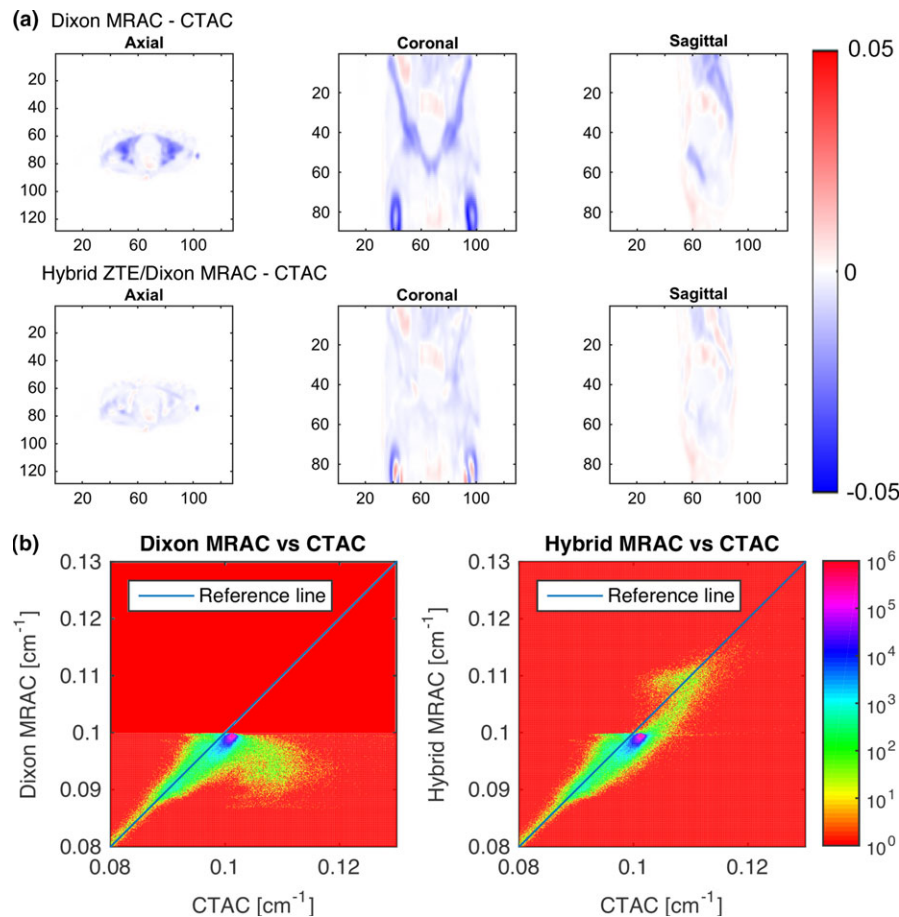 (a) Dixon MRAC - CTAC
Axial
Coronal
Sagittal
20
40
60
80
100
120
20 60 100
20
40
60
80
20 60 100
20
40
60
80
20 60 100
0.05
0
-0.05
Hybrid ZTE/Dixon MRAC - CTAC
Axial
Coronal
Sagittal
20
40
60
80
100
120
20 60 100
20
40
60
80
20 60 100
20
40
60
80
20 60 100
(b)
Dixon MRAC vs CTAC
Reference line
0.13
0.12
0.11
0.1
0.09
0.08
Dixon MRAC [cm⁻¹]
0.08 0.1 0.12
CTAC [cm⁻¹]
Hybrid MRAC vs CTAC
Reference line
0.13
0.12
0.11
0.1
0.09
0.08
Hybrid MRAC [cm⁻¹]
0.08 0.1 0.12
CTAC [cm⁻¹]
10⁶
10⁵
10⁴
10³
10²
10¹
10⁰